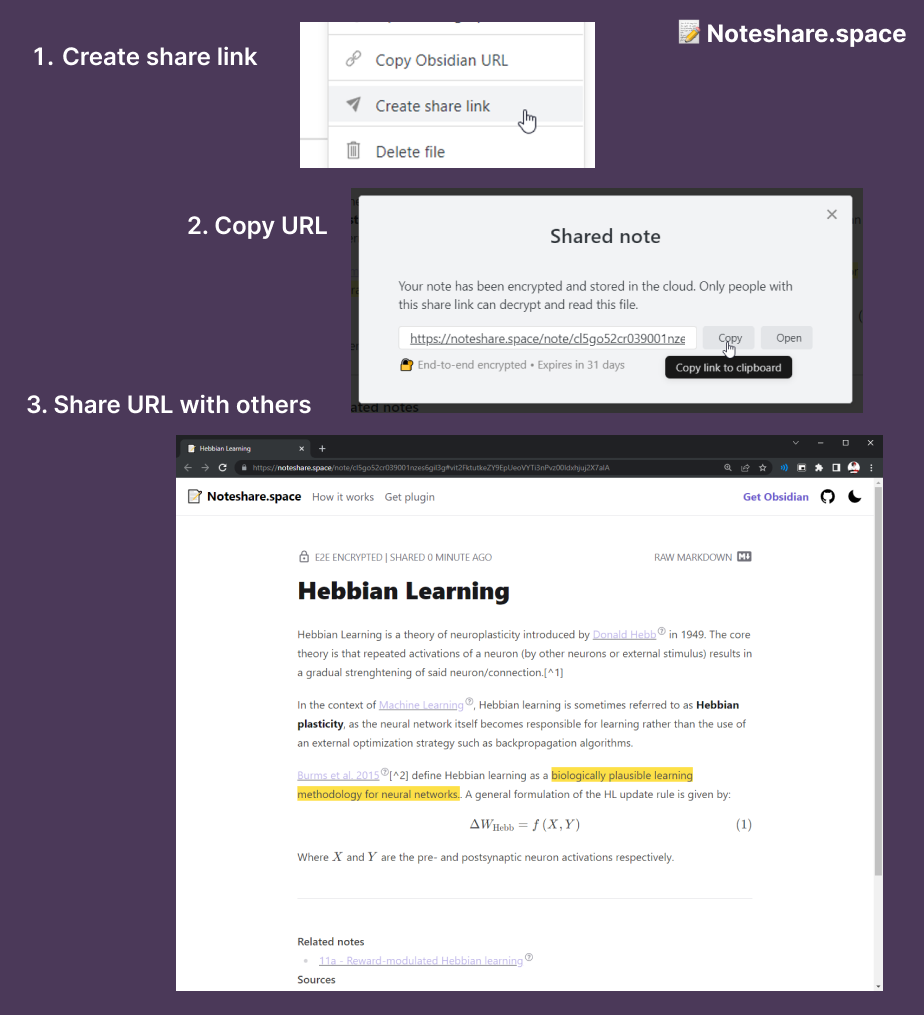 1. Create share link
📝 Noteshare.space
Copy Obsidian URL
Create share link
Delete file
2. Copy URL
Shared note
Your note has been encrypted and stored in the cloud. Only people with
this share link can decrypt and read this file.
https://noteshare.space/note/cl5go52cr039001nze
Copy
Open
End-to-end encrypted • Expires in 31 days
Copy link to clipboard
ated notes
3. Share URL with others
Hebbian Learning
Noteshare.space
How it works
Get plugin
Get Obsidian
E2E ENCRYPTED | SHARED 0 MINUTE AGO
RAW MARKDOWN
Hebbian Learning
Hebbian Learning is a theory of neuroplasticity introduced by Donald Hebb in 1949. The core
theory is that repeated activations of a neuron (by other neurons or external stimulus) results in
a gradual strenghtening of said neuron/connection.[^1]
In the context of Machine Learning, Hebbian learning is sometimes referred to as Hebbian
plasticity, as the neural network itself becomes responsible for learning rather than the use of
an external optimization strategy such as backpropagation algorithms.
Burms et al. 2015[^2] define Hebbian learning as a biologically plausible learning
methodology for neural networks.. A general formulation of the HL update rule is given by:
ΔW_Hebb = f (X, Y) (1)
Where X and Y are the pre- and postsynaptic neuron activations respectively.
Related notes
• 11a - Reward-modulated Hebbian learning
Sources